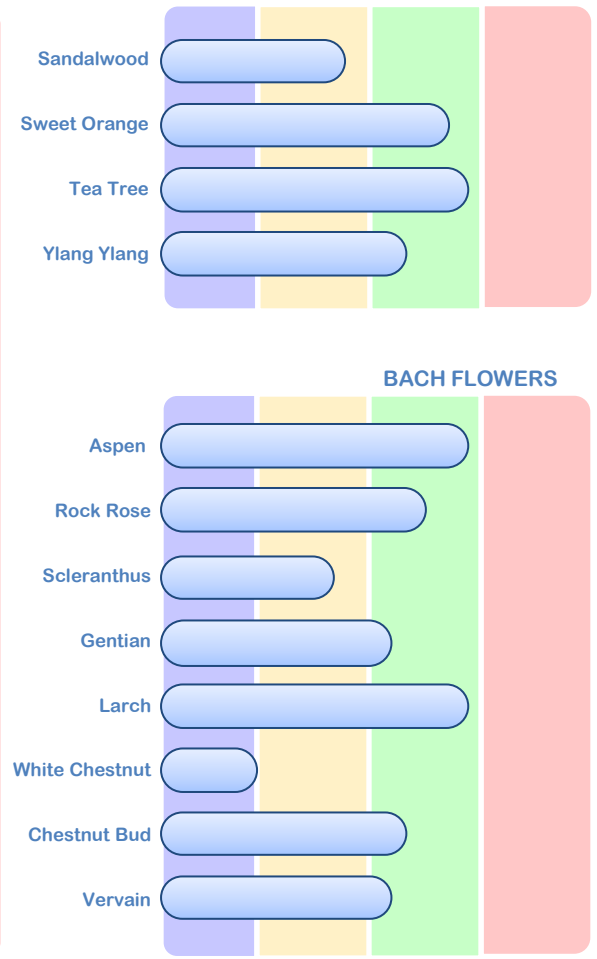 Sandalwood
Sweet Orange
Tea Tree
Ylang Ylang
BACH FLOWERS
Aspen
Rock Rose
Scleranthus
Gentian
Larch
White Chestnut
Chestnut Bud
Vervain